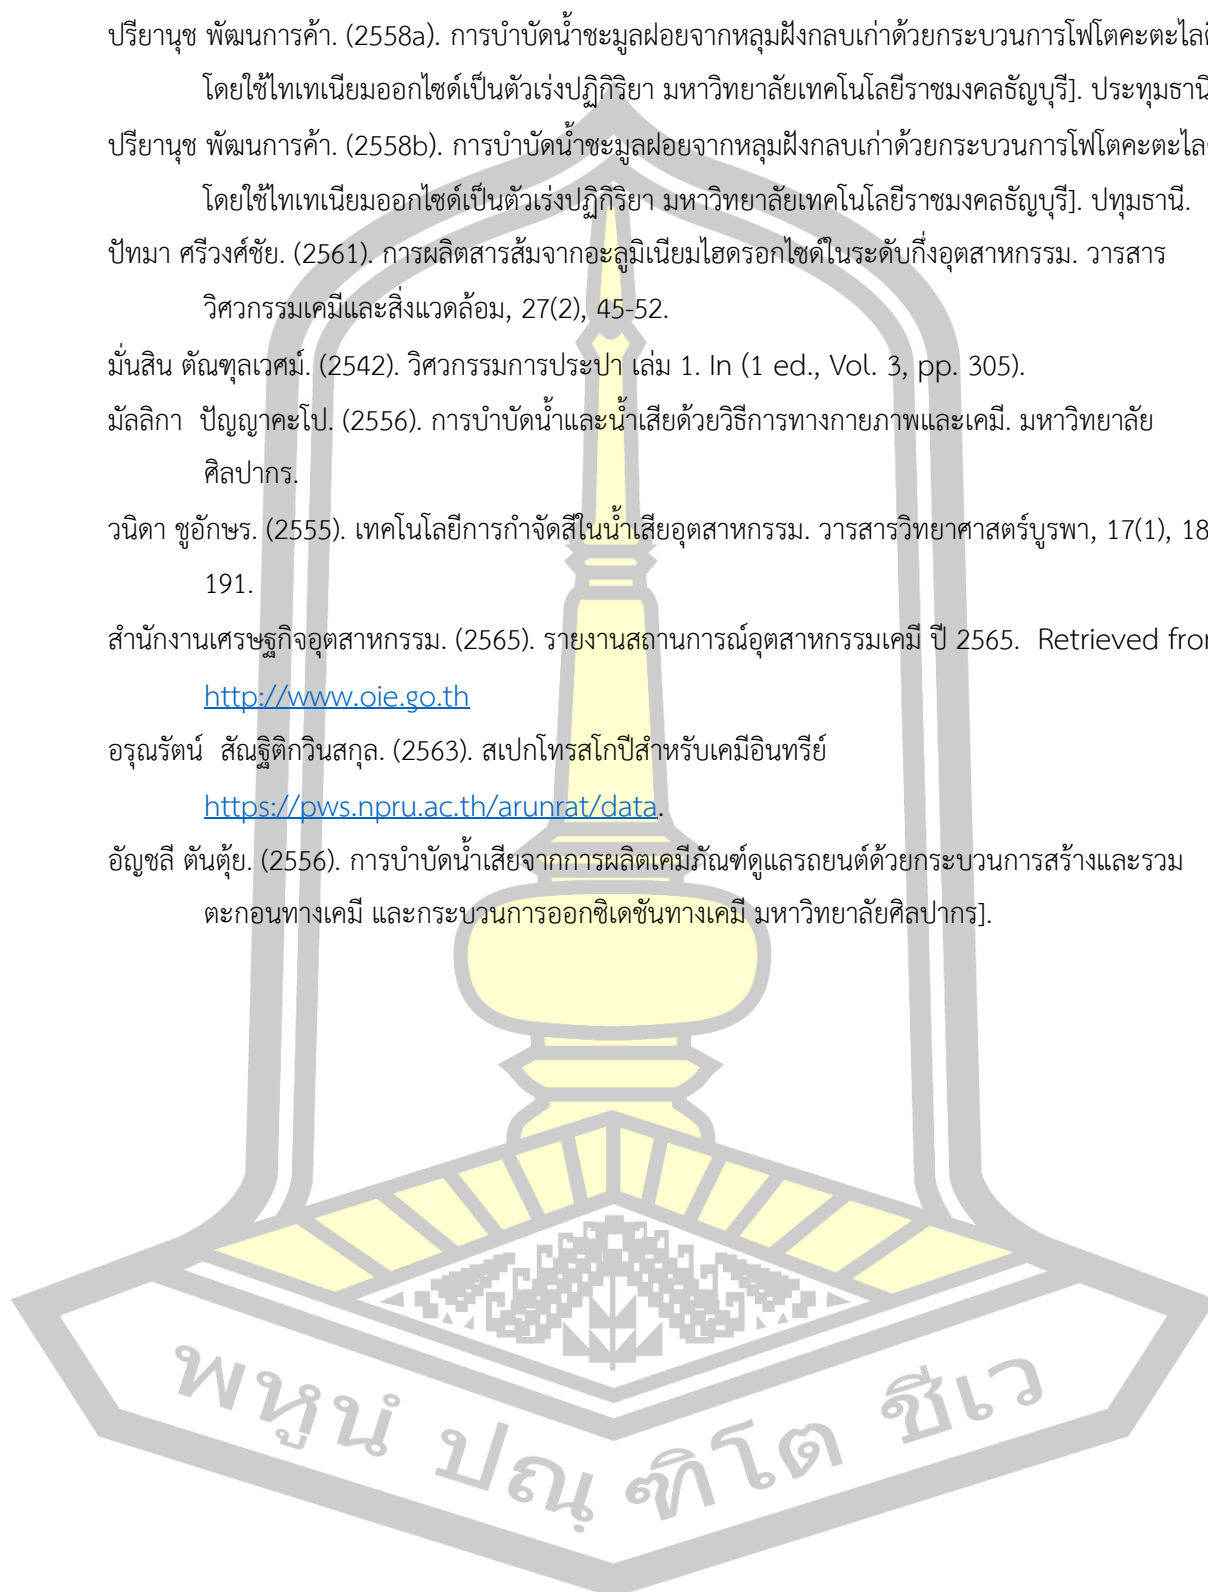 ปรียานุช พัฒนการค้า. (2558a). การบำบัดน้ำชะมูลฝอยจากหลุมฝังกลบเก่าด้วยกระบวนการโฟโตคะตะไล
โดยใช้ไทเทเนียมออกไซด์เป็นตัวเร่งปฏิกิริยา มหาวิทยาลัยเทคโนโลยีราชมงคลธัญบุรี]. ประทุมธานี
ปรียานุช พัฒนการค้า. (2558b). การบำบัดน้ำชะมูลฝอยจากหลุมฝังกลบเก่าด้วยกระบวนการโฟโตคะตะไล
โดยใช้ไทเทเนียมออกไซด์เป็นตัวเร่งปฏิกิริยา มหาวิทยาลัยเทคโนโลยีราชมงคลธัญบุรี]. ปทุมธานี.
ปัทมา ศรีวงศ์ชัย. (2561). การผลิตสารส้มจากอะลูมิเนียมไฮดรอกไซด์ในระดับกึ่งอุตสาหกรรม. วารสาร
วิศวกรรมเคมีและสิ่งแวดล้อม, 27(2), 45-52.
มั่นสิน ตัณฑุลเวศม์. (2542). วิศวกรรมการประปา เล่ม 1. In (1 ed., Vol. 3, pp. 305).
มัลลิกา  ปัญญาคะโป. (2556). การบำบัดน้ำและน้ำเสียด้วยวิธีการทางกายภาพและเคมี. มหาวิทยาลัย
ศิลปากร.
วนิดา ชูอักษร. (2555). เทคโนโลยีการกำจัดสีในน้ำเสียอุตสาหกรรม. วารสารวิทยาศาสตร์บูรพา, 17(1), 18
191.
สำนักงานเศรษฐกิจอุตสาหกรรม. (2565). รายงานสถานการณ์อุตสาหกรรมเคมี ปี 2565.  Retrieved from
http://www.oie.go.th
อรุณรัตน์  สัณฐิติกวินสกุล. (2563). สเปกโทรสโกปีสำหรับเคมีอินทรีย์
https://pws.npru.ac.th/arunrat/data.
อัญชลี ตันตุ้ย. (2556). การบำบัดน้ำเสียจากการผลิตเคมีภัณฑ์ดูแลรถยนต์ด้วยกระบวนการสร้างและรวม
ตะกอนทางเคมี และกระบวนการออกซิเดชันทางเคมี มหาวิทยาลัยศิลปากร].
พหูนํ ปณฺฑิโต ชีเว